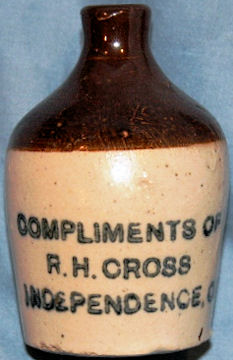 COMPLIMENTS OF
R.H. CROSS
INDEPENDENCE, O